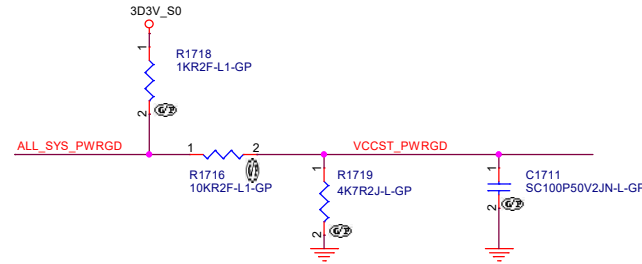 3D3V_S0
1
R1718
1KR2F-L1-GP
2
G/P
ALL_SYS_PWRGD
1
2
VCCST_PWRGD
R1716
10KR2F-L1-GP
G/P
1
R1719
4K7R2J-L-GP
2
G/P
1
C1711
SC100P50V2JN-L-GP
2
G/P